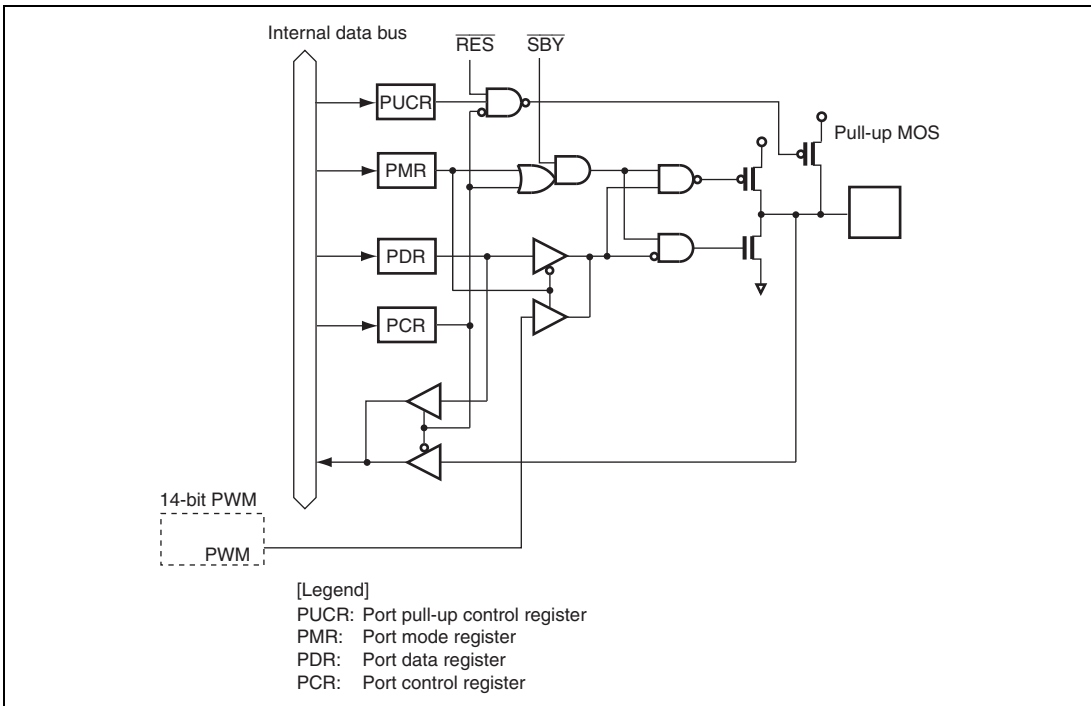 Internal data bus
RES
SBY
PUCR
Pull-up MOS
PMR
PDR
PCR
14-bit PWM
PWM
[Legend]
PUCR: Port pull-up control register
PMR: Port mode register
PDR: Port data register
PCR: Port control register